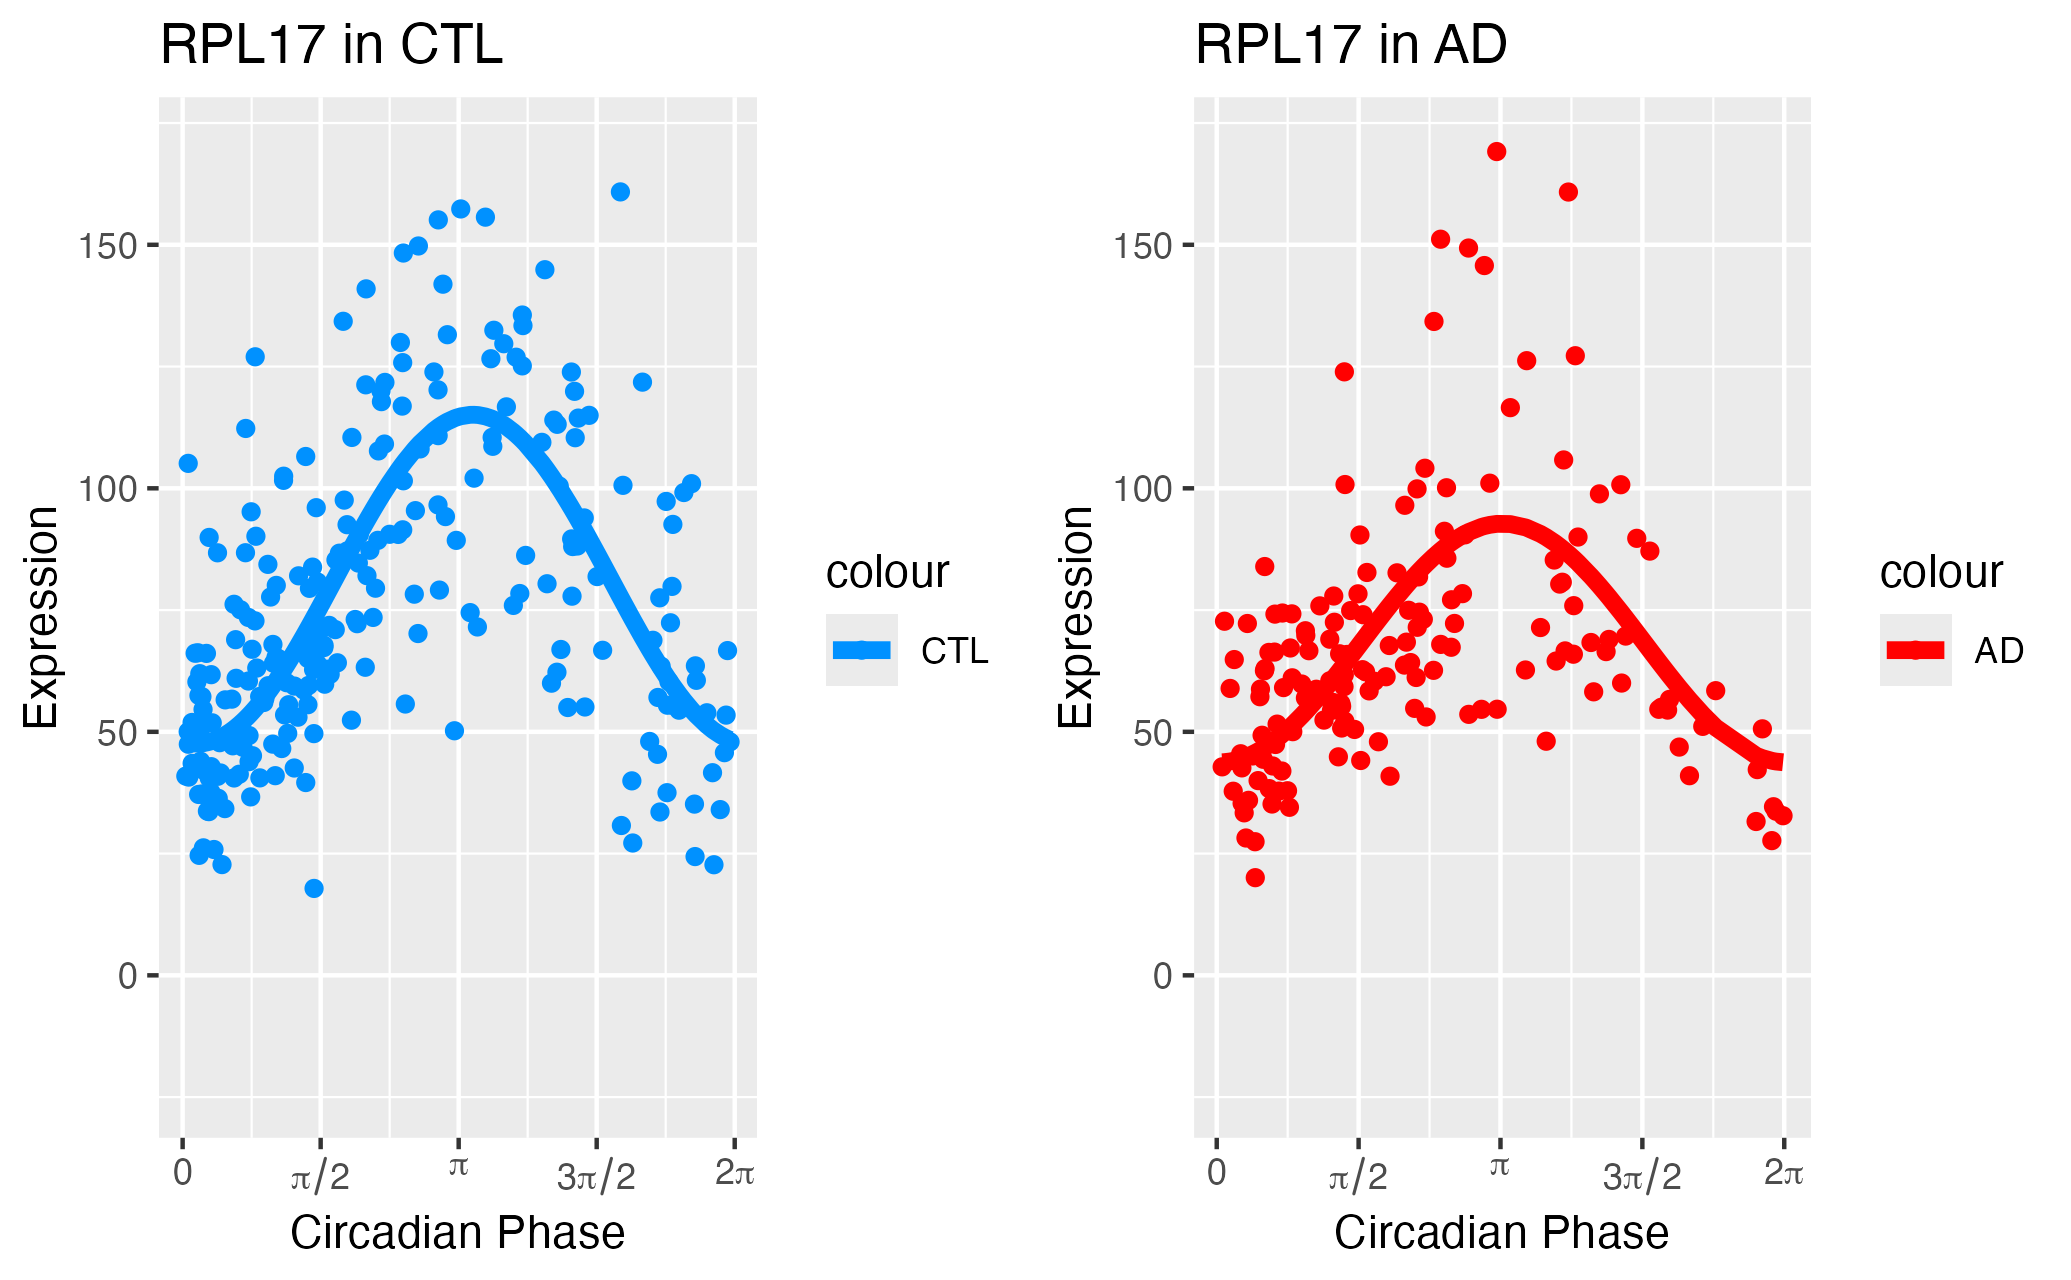 RPL17 in CTL
Expression
150
100
50
0
0 π/2 π 3π/2 2π
Circadian Phase
colour
CTL
RPL17 in AD
Expression
150
100
50
0
0 π/2 π 3π/2 2π
Circadian Phase
colour
AD